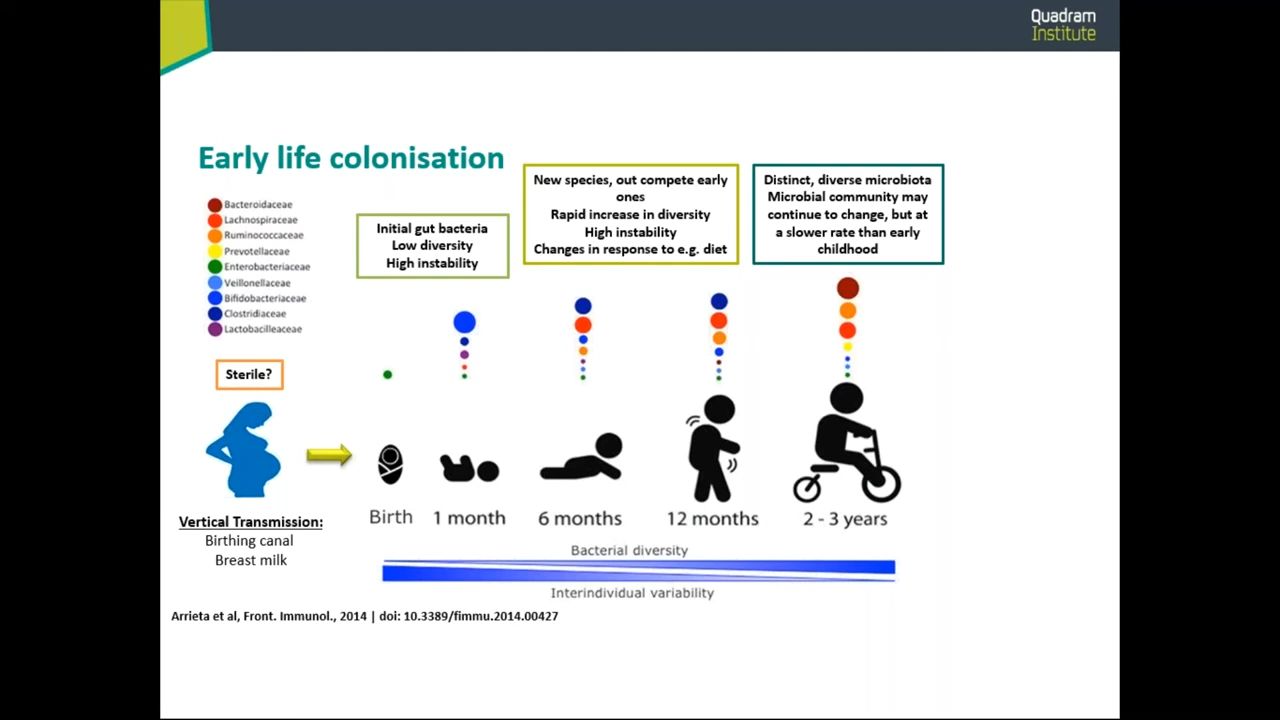 Quadram
Institute
Early life colonisation
Bacteroidaceae
Lachnospiraceae
Ruminococcaceae
Prevotellaceae
Enterobacteriaceae
Veillonellaceae
Bifidobacteriaceae
Clostridiaceae
Lactobacilleaceae
Initial gut bacteria
Low diversity
High instability
New species, out compete early
ones
Rapid increase in diversity
High instability
Changes in response to e.g. diet
Distinct, diverse microbiota
Microbial community may
continue to change, but at
a slower rate than early
childhood
Sterile?
Vertical Transmission:
Birthing canal
Breast milk
Birth
1 month
6 months
12 months
2 - 3 years
Bacterial diversity
Interindividual variability
Arrieta et al, Front. Immunol., 2014 | doi: 10.3389/fimmu.2014.00427